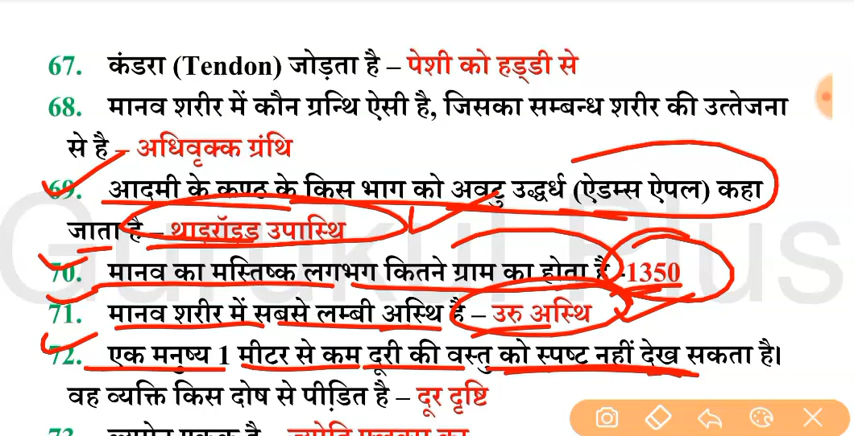 67. कंडरा (Tendon) जोड़ता है – पेशी को हड्डी से
68. मानव शरीर में कौन ग्रन्थि ऐसी है, जिसका सम्बन्ध शरीर की उत्तेजना
से है – अधिवृक्क ग्रंथि
69. आदमी के कण्ठ के किस भाग को अवटु उद्धर्ध (ऐडम्स ऐपल) कहा
जाता है – थाइरॉइड उपास्थि
70. मानव का मस्तिष्क लगभग कितने ग्राम का होता है -1350
71. मानव शरीर में सबसे लम्बी अस्थि है – उरु अस्थि
72. एक मनुष्य 1 मीटर से कम दूरी की वस्तु को स्पष्ट नहीं देख सकता है।
वह व्यक्ति किस दोष से पीड़ित है – दूर दृष्टि
Gurukul Plus